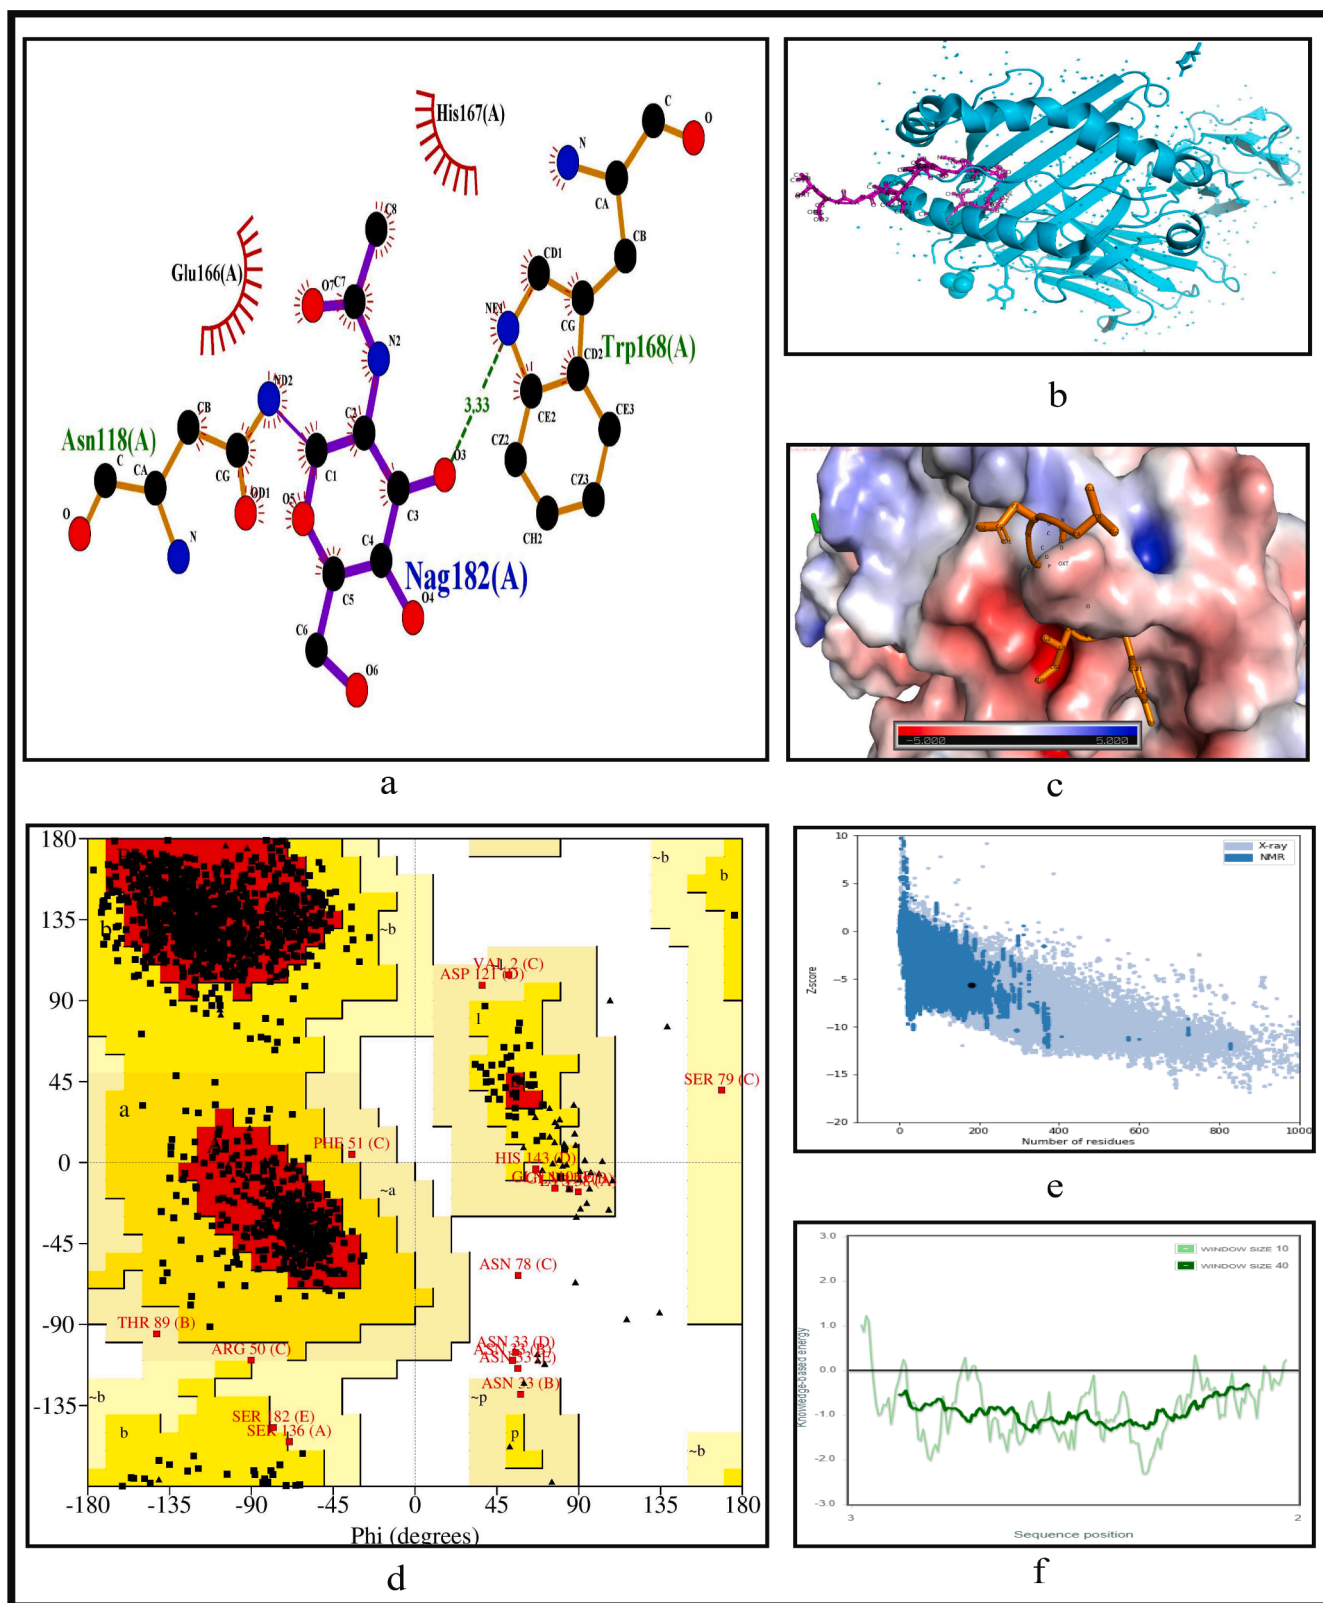 His167(A)
C
O
N
CA
CB
C8
Glu166(A)
O7
C7
CD1
NE1
CG
N2
Trp168(A)
CD2
ND2
CB
3.33
CE2
CE3
C2
Asn118(A)
C
CA
CG
C1
O3
CZ2
CZ3
O
N
OD1
O5
C3
CH2
C4
Nag182(A)
C5
O4
C6
O6
a
b
OXT
-5.000
5.000
c
180
135
90
45
0
-45
-90
-135
-180
-135
-90
-45
0
45
90
135
180
Phi (degrees)
b
~b
~b
b
VAL 2 (C)
ASP 121 (D)
l
SER 79 (C)
a
A
PHE 51 (C)
HIS 143 (D)
~a
ASN 78 (C)
THR 89 (B)
ARG 50 (C)
ASN 33 (D)
ASN 33 (B)
ASN 33 (E)
ASN 33 (B)
~b
~p
SER 182 (E)
SER 136 (A)
b
p
~b
d
X-ray
NMR
10
5
0
-5
-10
-15
-20
Z-score
0
200
400
600
800
1000
Number of residues
e
WINDOW SIZE 10
WINDOW SIZE 40
3.0
2.0
1.0
0.0
-1.0
-2.0
-3.0
Knowledge-based energy
3
2
Sequence position
f